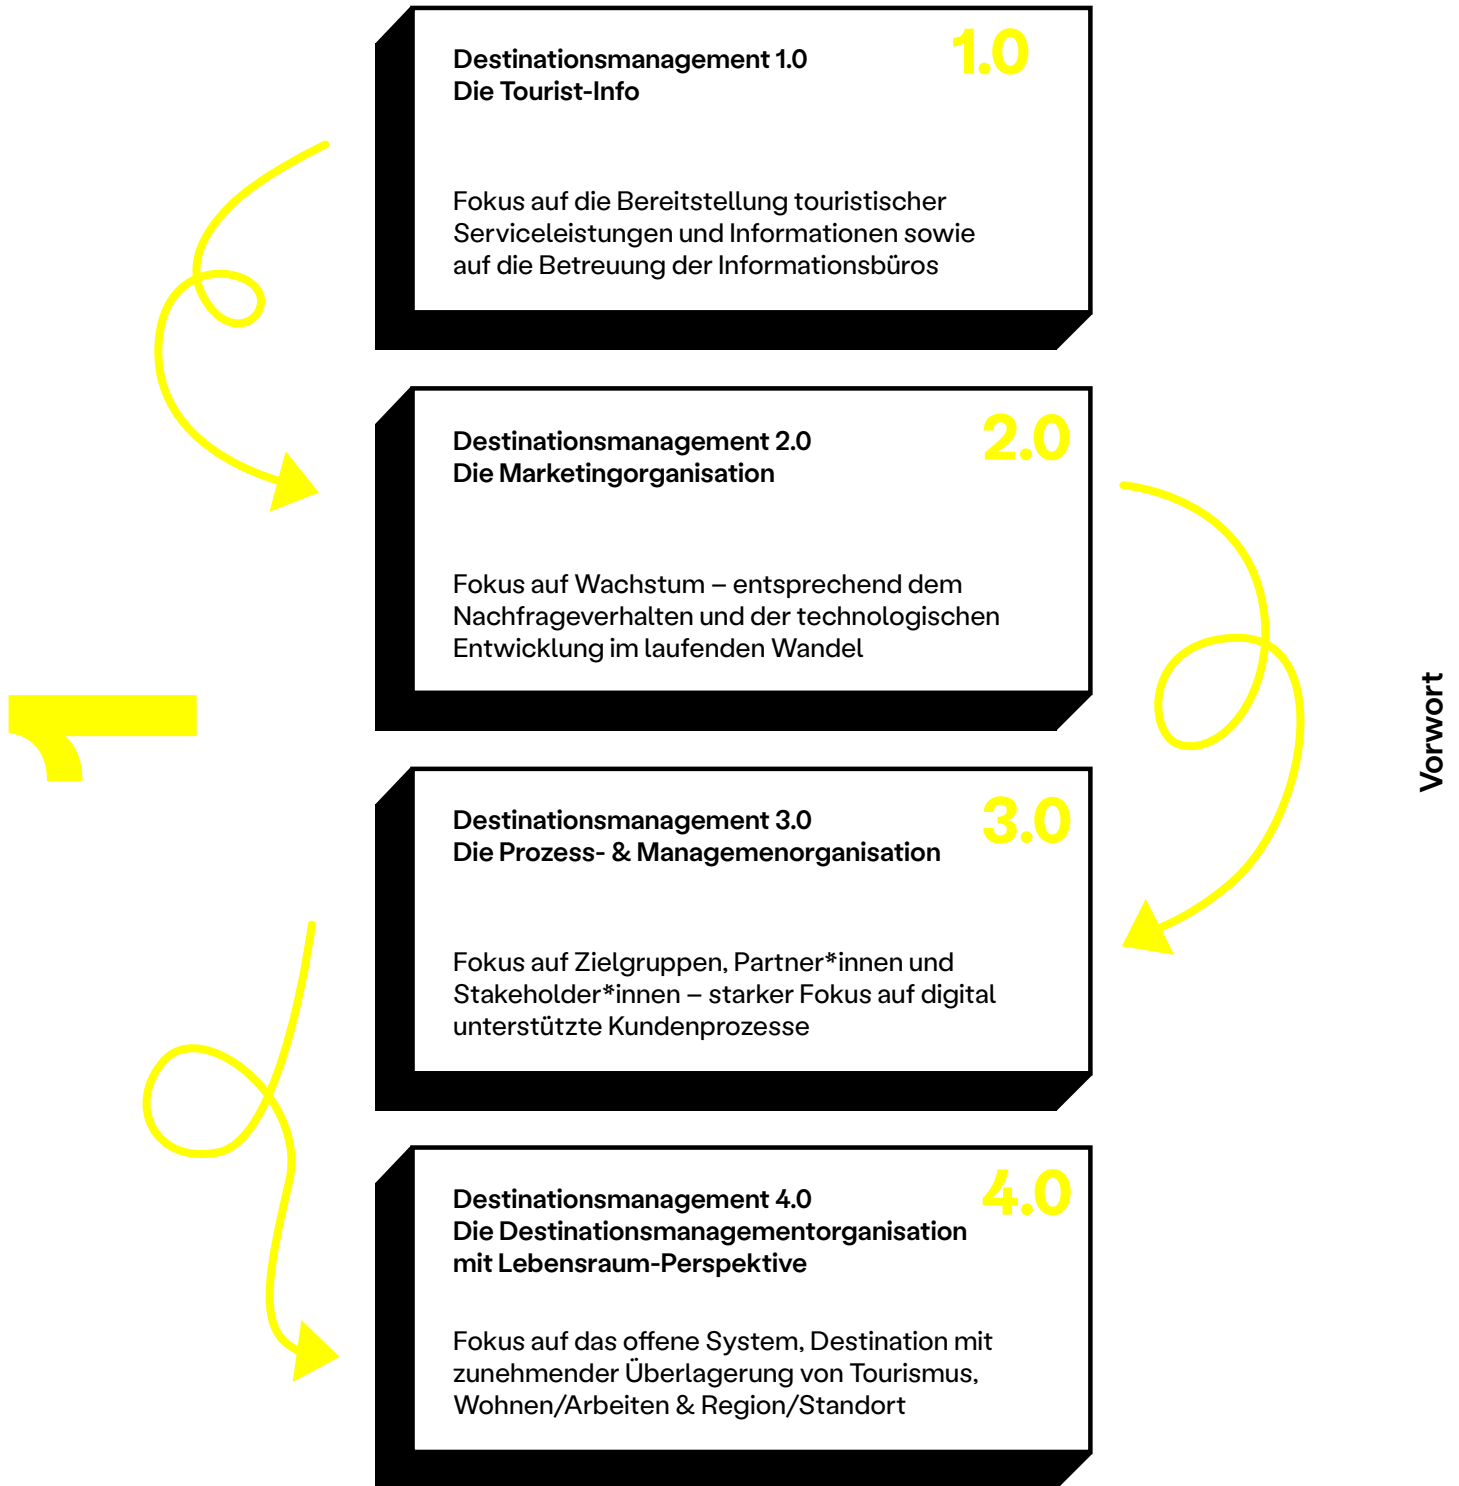 Destinationsmanagement 1.0
Die Tourist-Info
1.0
Fokus auf die Bereitstellung touristischer
Serviceleistungen und Informationen sowie
auf die Betreuung der Informationsbüros
Destinationsmanagement 2.0
Die Marketingorganisation
2.0
Fokus auf Wachstum – entsprechend dem
Nachfrageverhalten und der technologischen
Entwicklung im laufenden Wandel
1
Vorwort
Destinationsmanagement 3.0
Die Prozess- & Managemenorganisation
3.0
Fokus auf Zielgruppen, Partner*innen und
Stakeholder*innen – starker Fokus auf digital
unterstützte Kundenprozesse
Destinationsmanagement 4.0
Die Destinationsmanagementorganisation
mit Lebensraum-Perspektive
4.0
Fokus auf das offene System, Destination mit
zunehmender Überlagerung von Tourismus,
Wohnen/Arbeiten & Region/Standort